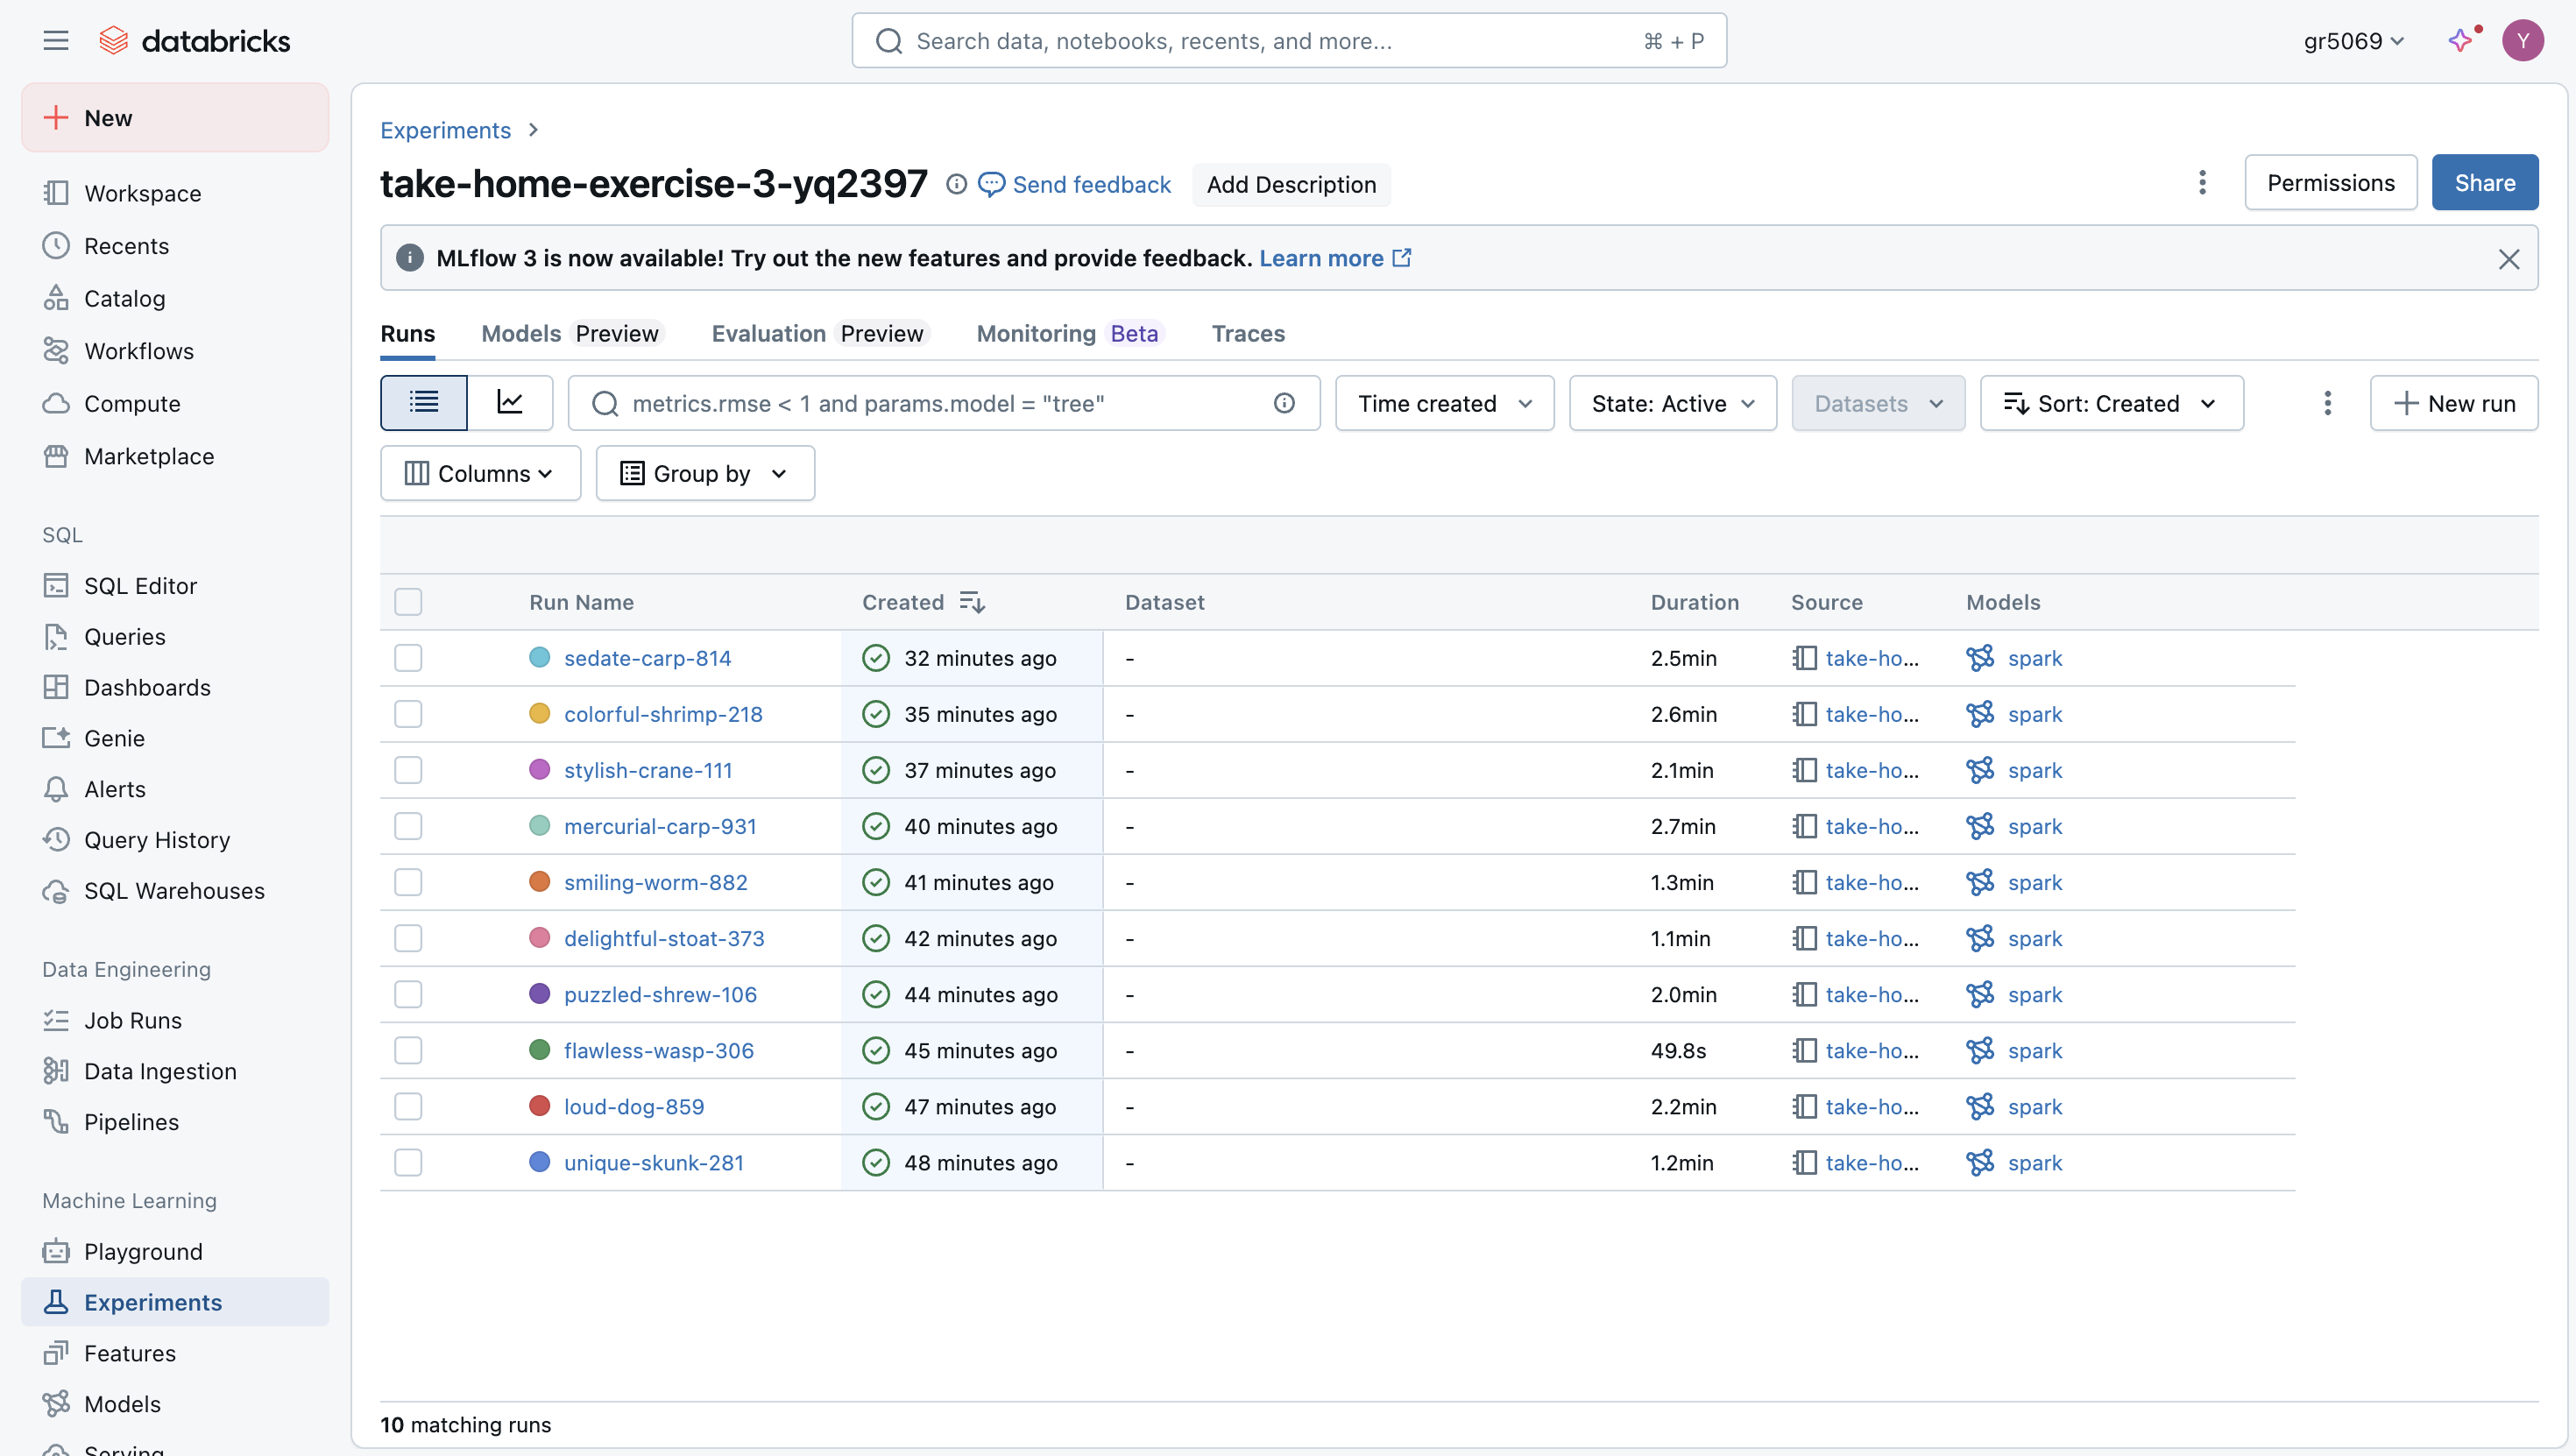 databricks
Search data, notebooks, recents, and more...
⌘ + P
gr5069
Y
New
Workspace
Recents
Catalog
Workflows
Compute
Marketplace
SQL
SQL Editor
Queries
Dashboards
Genie
Alerts
Query History
SQL Warehouses
Data Engineering
Job Runs
Data Ingestion
Pipelines
Machine Learning
Playground
Experiments
Features
Models
Serving
Experiments
take-home-exercise-3-yq2397 Send feedback Add Description
Permissions Share
MLflow 3 is now available! Try out the new features and provide feedback. Learn more
Runs Models Preview Evaluation Preview Monitoring Beta Traces
metrics.rmse < 1 and params.model = "tree" Time created State: Active Datasets Sort: Created New run
Columns Group by
Run Name Created Dataset Duration Source Models
sedate-carp-814 32 minutes ago - 2.5min take-ho... spark
colorful-shrimp-218 35 minutes ago - 2.6min take-ho... spark
stylish-crane-111 37 minutes ago - 2.1min take-ho... spark
mercurial-carp-931 40 minutes ago - 2.7min take-ho... spark
smiling-worm-882 41 minutes ago - 1.3min take-ho... spark
delightful-stoat-373 42 minutes ago - 1.1min take-ho... spark
puzzled-shrew-106 44 minutes ago - 2.0min take-ho... spark
flawless-wasp-306 45 minutes ago - 49.8s take-ho... spark
loud-dog-859 47 minutes ago - 2.2min take-ho... spark
unique-skunk-281 48 minutes ago - 1.2min take-ho... spark
10 matching runs